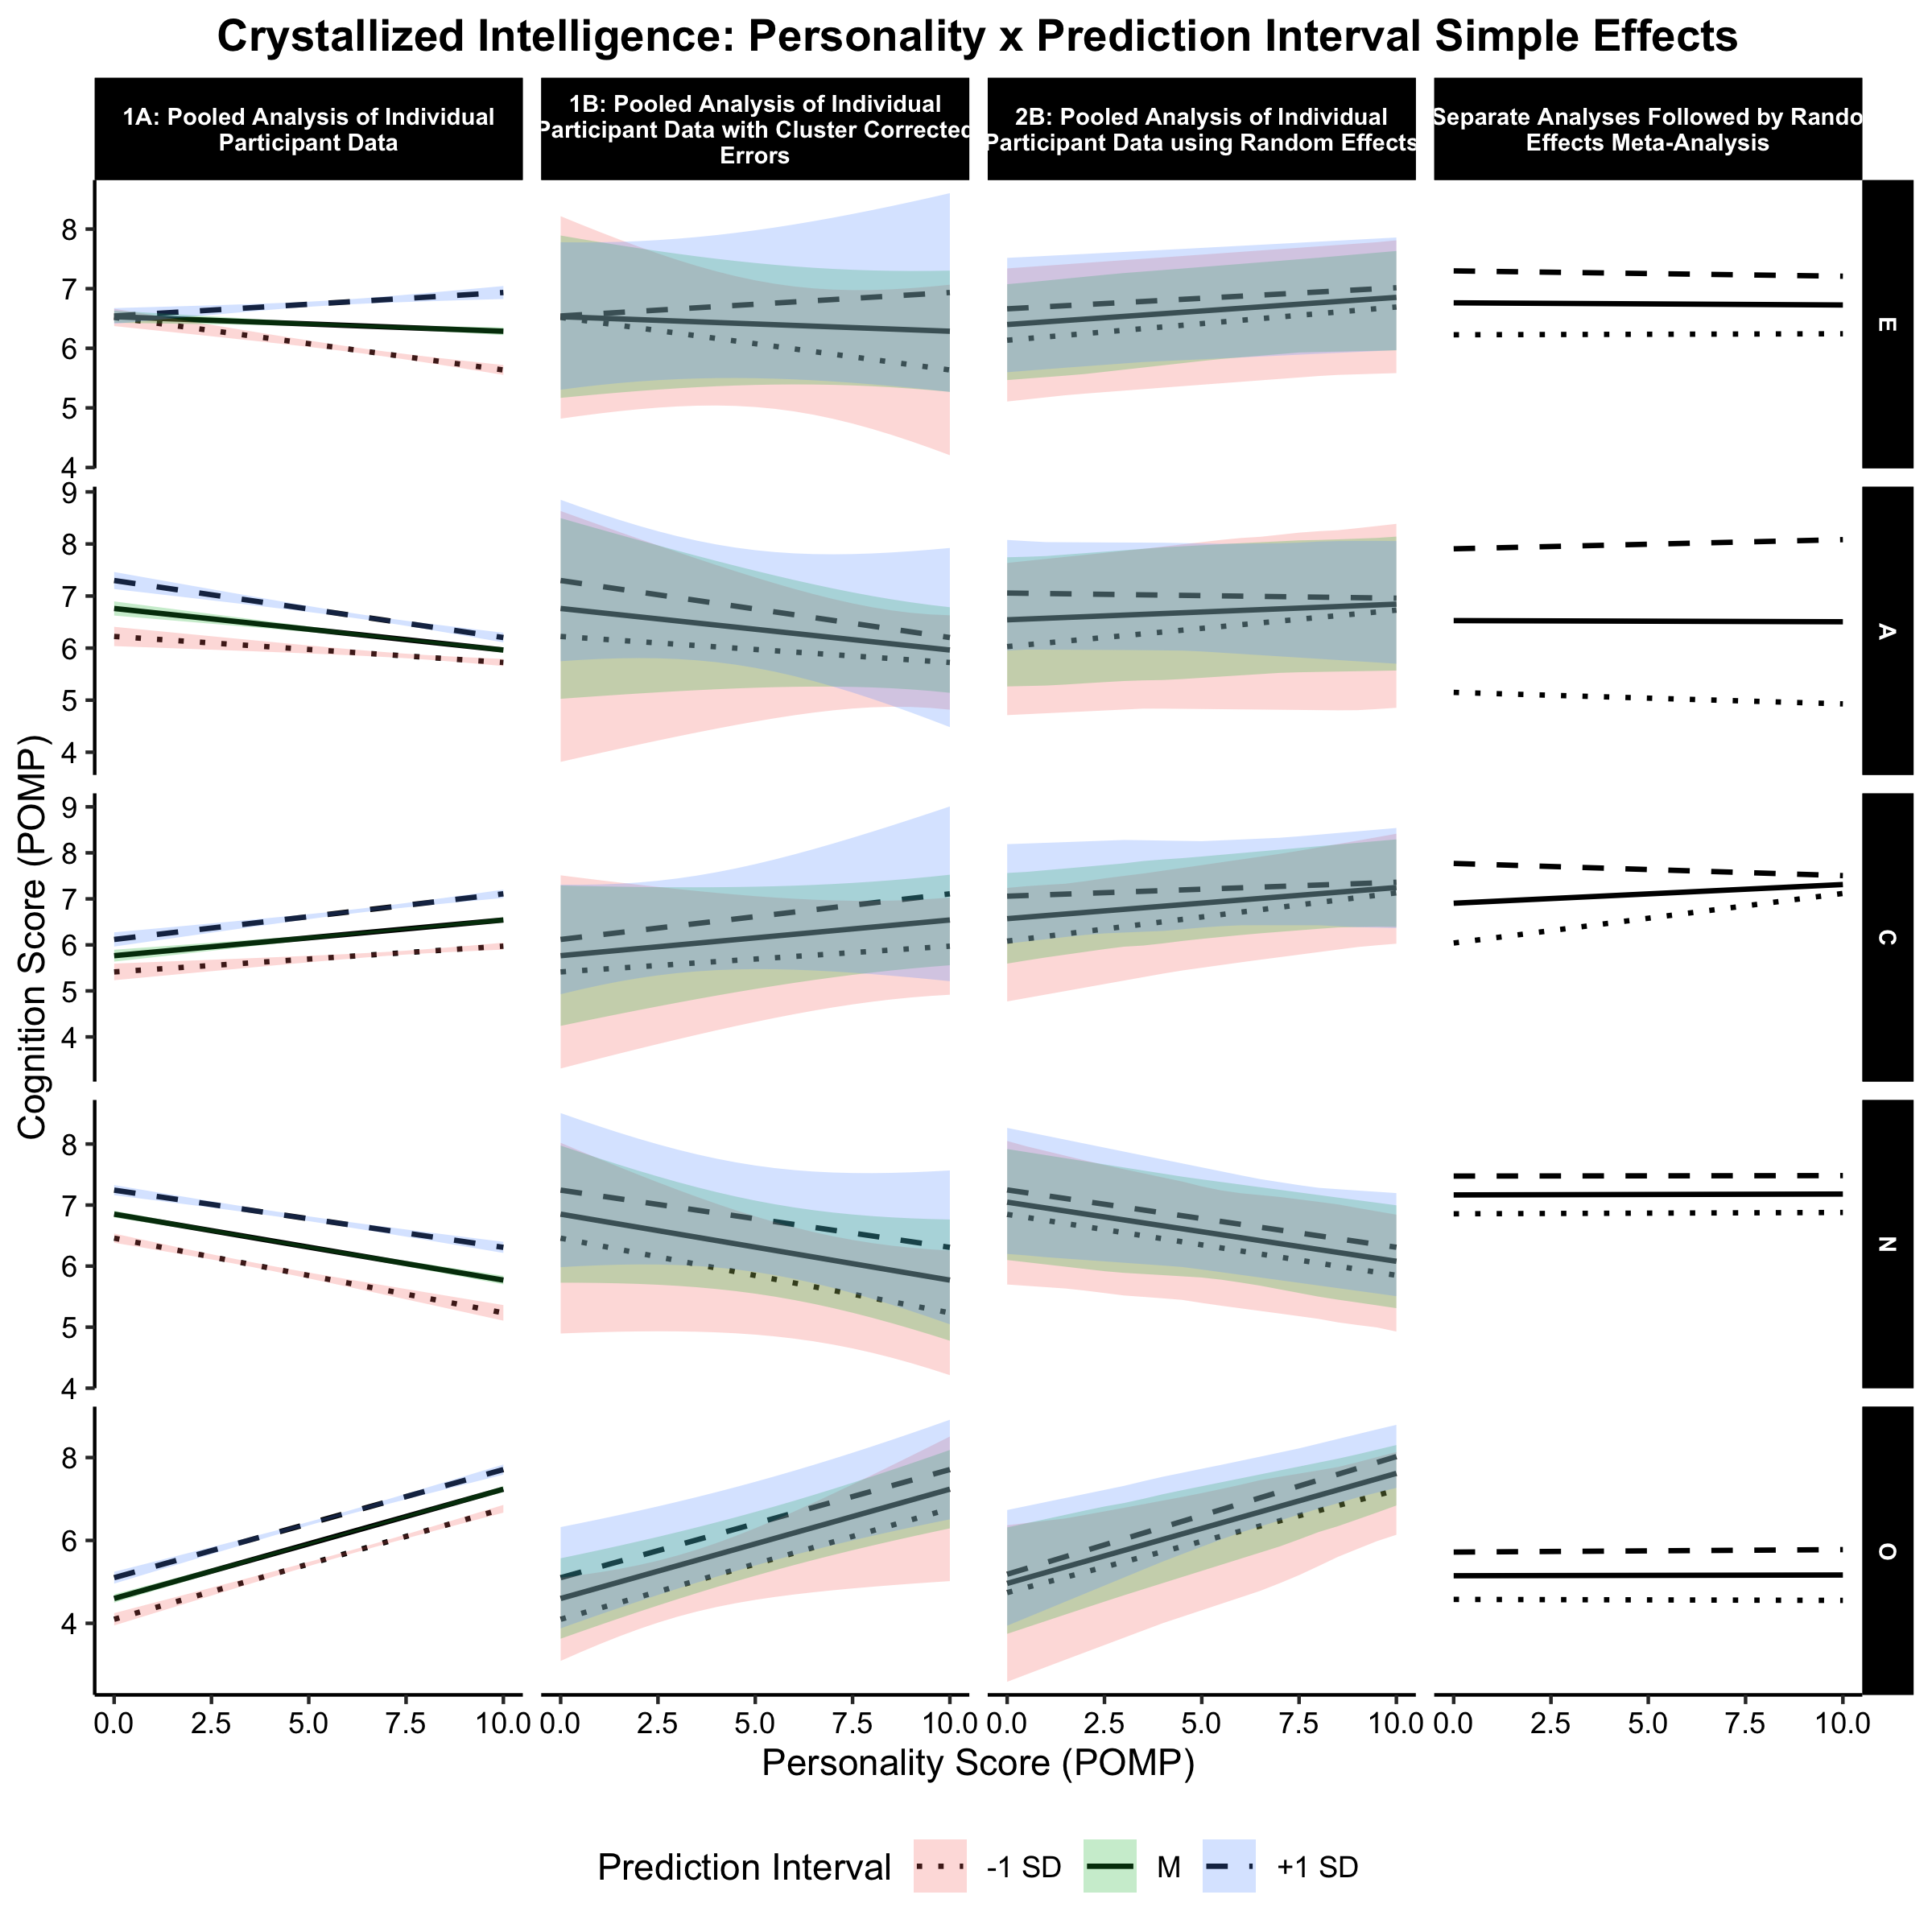 Crystallized Intelligence: Personality x Prediction Interval Simple Effects
1A: Pooled Analysis of Individual
Participant Data
1B: Pooled Analysis of Individual
Participant Data with Cluster Corrected
Errors
2B: Pooled Analysis of Individual
Participant Data using Random Effects
Separate Analyses Followed by Rando
Effects Meta-Analysis
8
7
6
5
4
E
9
8
7
6
5
4
A
9
8
7
6
5
4
C
8
7
6
5
4
N
8
6
4
O
Cognition Score (POMP)
0.0 2.5 5.0 7.5 10.0 0.0 2.5 5.0 7.5 10.0 0.0 2.5 5.0 7.5 10.0 0.0 2.5 5.0 7.5 10.0
Personality Score (POMP)
Prediction Interval -1 SD M +1 SD